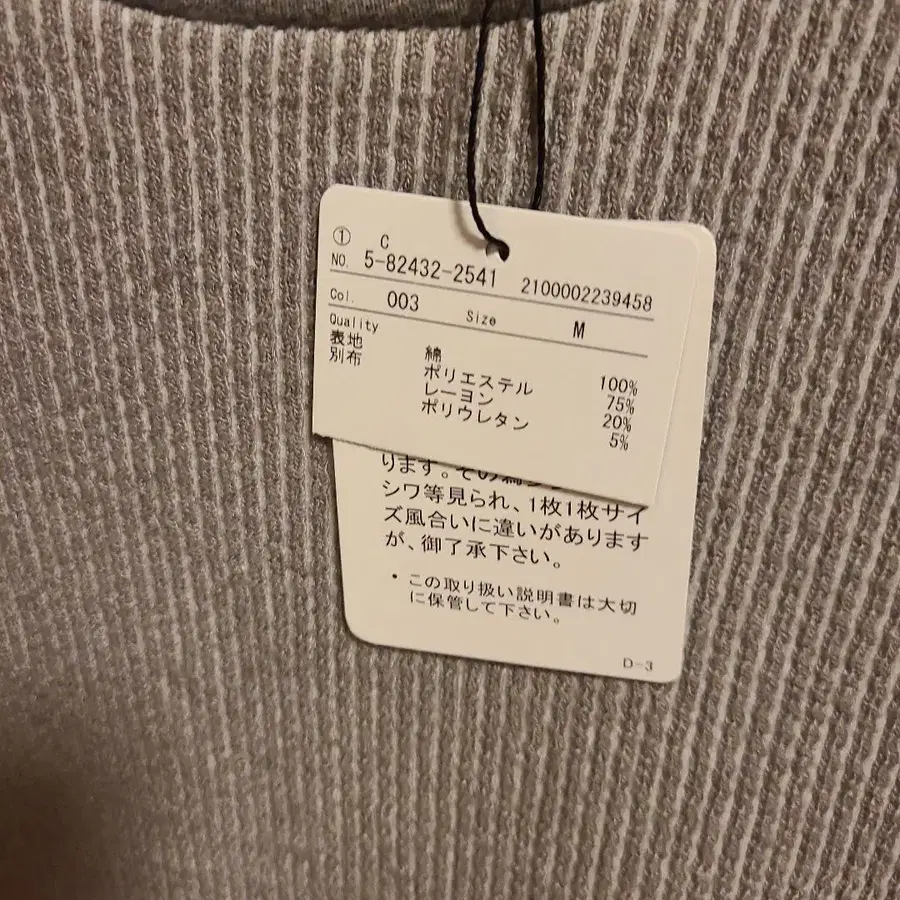 ① C
NO. 5-82432-2541 2100002239458
Col. 003 Size M
Quality
表地 綿 100%
別布 ポリエステル 75%
レーヨン 20%
ポリウレタン 5%
ります。その為
シワ等見られ、1枚1枚サイ
ズ風合いに違いがあります
が、御了承下さい。
・この取り扱い説明書は大切
に保管して下さい。
D-3